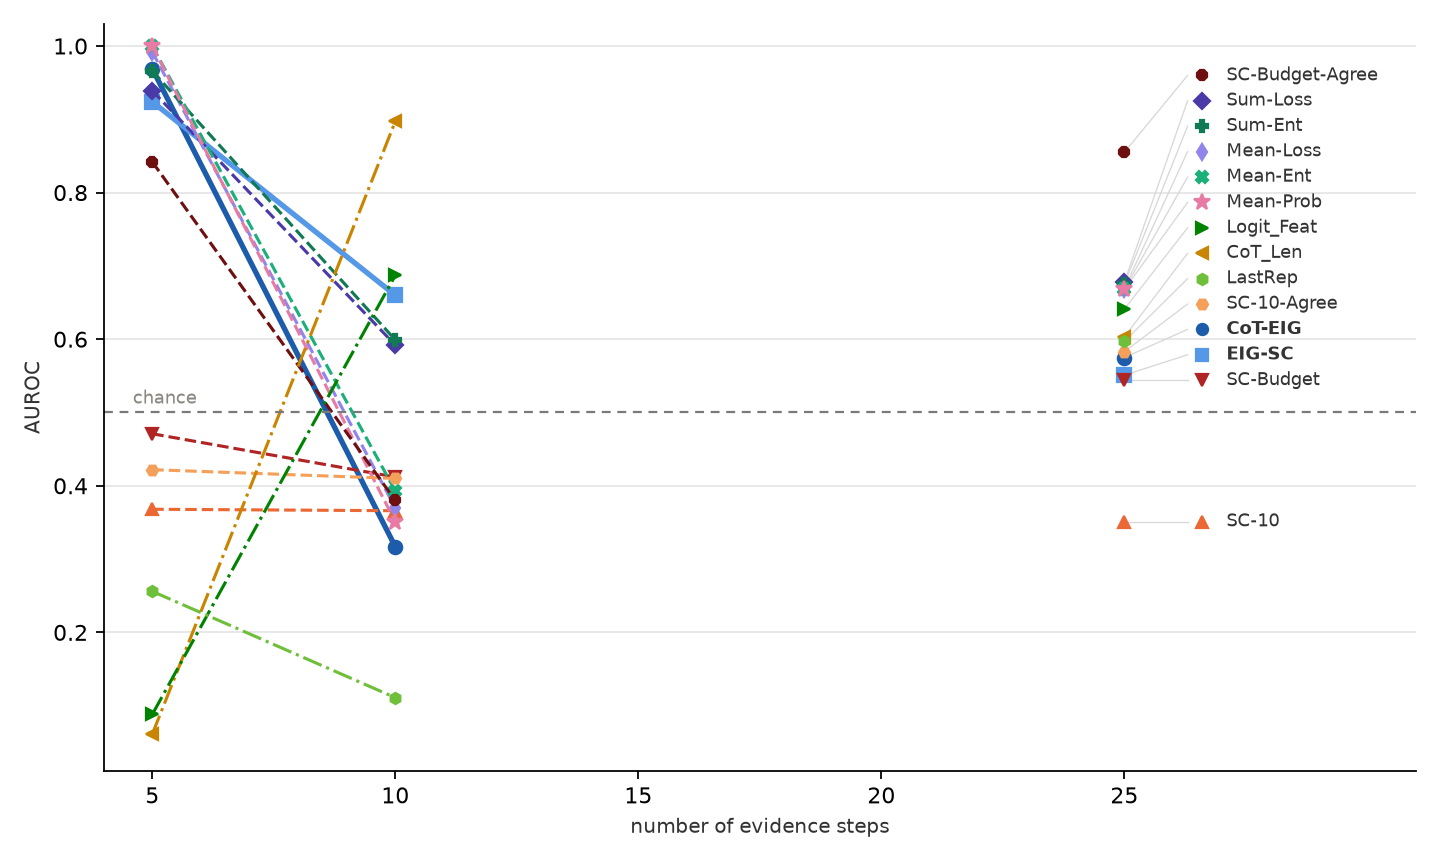 1.0
0.8
0.6
0.4
0.2
AUROC
chance
SC-Budget-Agree
Sum-Loss
Sum-Ent
Mean-Loss
Mean-Ent
Mean-Prob
Logit_Feat
CoT_Len
LastRep
SC-10-Agree
CoT-EIG
EIG-SC
SC-Budget
SC-10
5 10 15 20 25
number of evidence steps